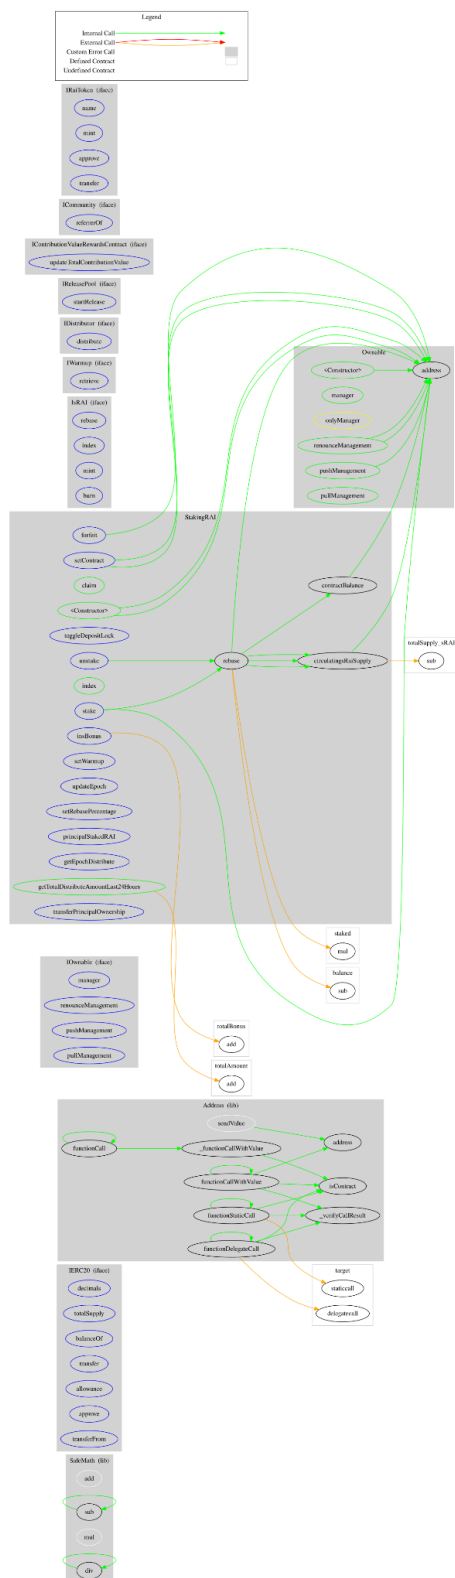 Legend
Internal Call
External Call
Custom Error Call
Defined Contract
Undefined Contract
IRaiToken (iface)
name
mint
approve
transfer
ICommunity (iface)
referrerOf
IContributionValueRewardsContract (iface)
updateTotalContributionValue
IReleasePool (iface)
startRelease
IDistributor (iface)
distribute
IWarmup (iface)
retrieve
IsRAI (iface)
rebase
index
mint
burn
Ownable
<Constructor>
address
manager
onlyManager
renounceManagement
pushManagement
pullManagement
StakingRAI
forfeit
setContract
claim
<Constructor>
toggleDepositLock
unstake
index
stake
insBonus
setWarmup
updateEpoch
setRebasePercentage
principalStakedRAI
getEpochDistribute
getTotalDistributeAmountLast24Hours
transferPrincipalOwnership
rebase
contractBalance
circulatingsRaiSupply
totalSupply_sRAI
sub
staked
mul
balance
sub
IOwnable (iface)
manager
renounceManagement
pushManagement
pullManagement
totalBonus
add
totalAmount
add
Address (lib)
sendValue
functionCall
_functionCallWithValue
address
functionCallWithValue
isContract
functionStaticCall
_verifyCallResult
functionDelegateCall
target
staticcall
delegatecall
IERC20 (iface)
decimals
totalSupply
balanceOf
transfer
allowance
approve
transferFrom
SafeMath (lib)
add
sub
mul
div